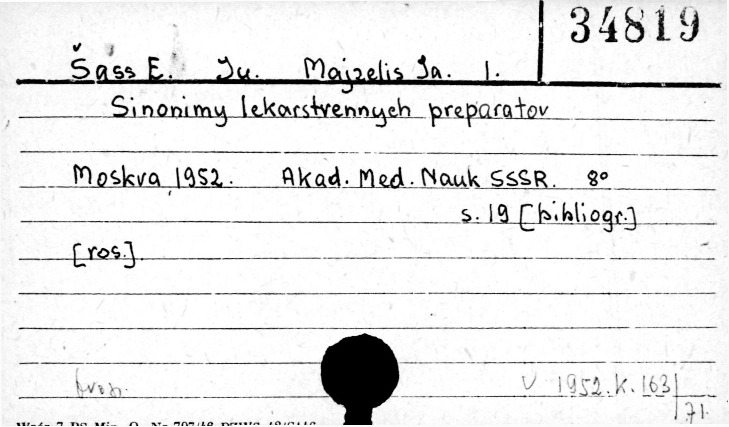 34819
Šass E. Ju. Majzelis Ja. I.
Sinonimy lekarstvennych preparatov
Moskva 1952. Akad. Med. Nauk SSSR. 8°
s. 19 [bibliogr.]
[ros.].
V 1952.K.163
71.